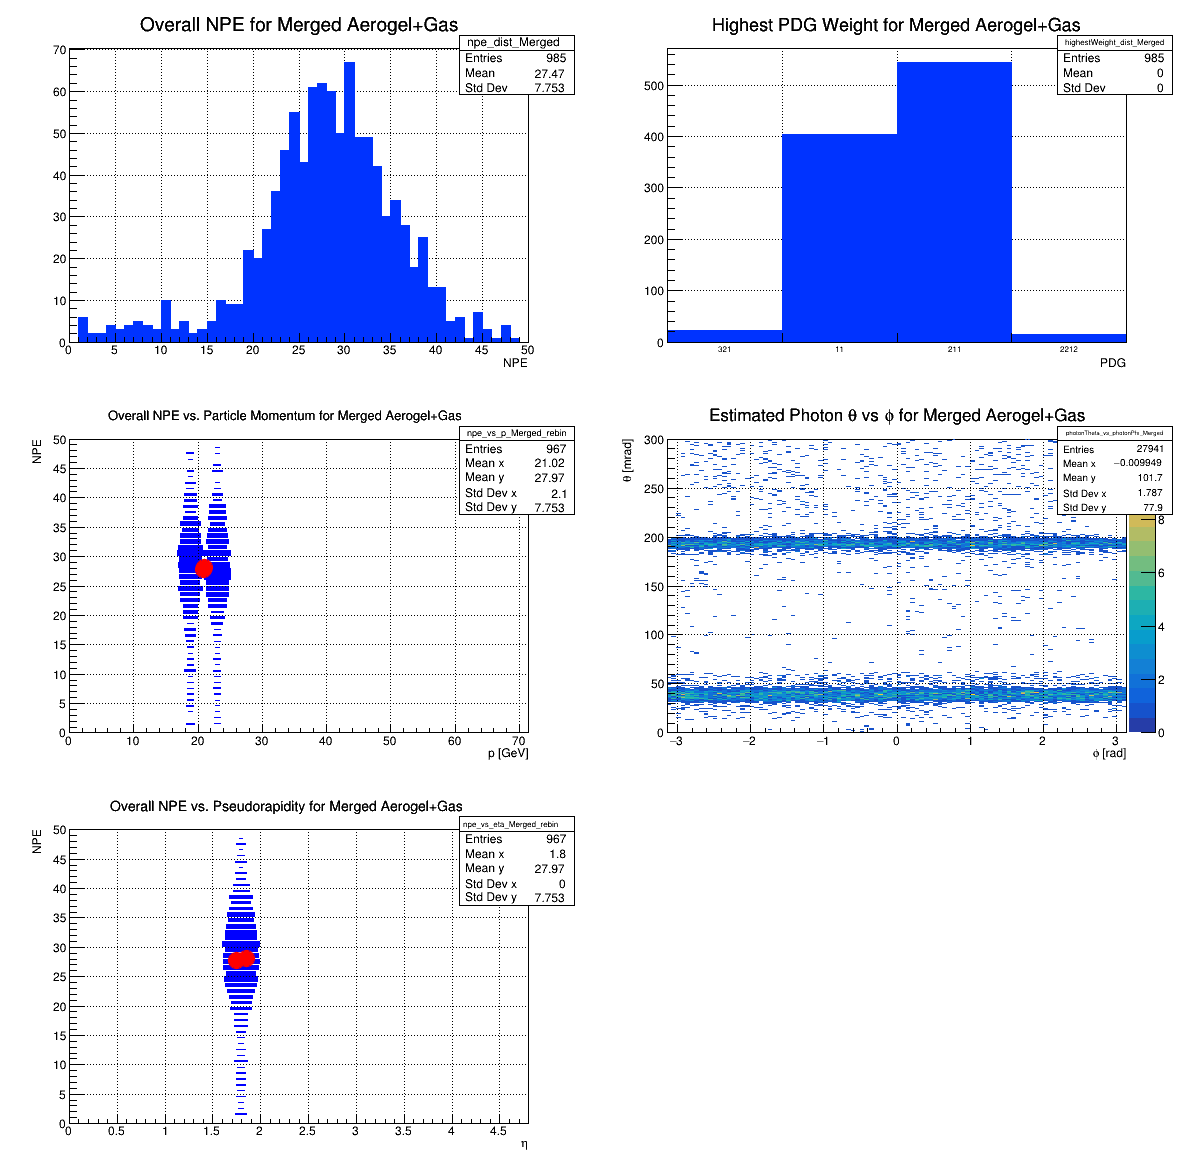 Overall NPE for Merged Aerogel+Gas
npe_dist_Merged
Entries 985
Mean 27.47
Std Dev 7.753
70
60
50
40
30
20
10
0
0 5 10 15 20 25 30 35 40 45 50
NPE
Highest PDG Weight for Merged Aerogel+Gas
highestWeight_dist_Merged
Entries 985
Mean 0
Std Dev 0
500
400
300
200
100
0
321 11 211 2212
PDG
Overall NPE vs. Particle Momentum for Merged Aerogel+Gas
npe_vs_p_Merged_rebin
Entries 967
Mean x 21.02
Mean y 27.97
Std Dev x 2.1
Std Dev y 7.753
NPE
50
45
40
35
30
25
20
15
10
5
0
0 10 20 30 40 50 60 70
p [GeV]
Estimated Photon θ vs ϕ for Merged Aerogel+Gas
photonTheta_vs_photonPhi_Merged
Entries 27941
Mean x −0.009949
Mean y 101.7
Std Dev x 1.787
Std Dev y 77.9
θ [mrad]
300
250
200
150
100
50
0
−3 −2 −1 0 1 2 3
ϕ [rad]
8
6
4
2
0
Overall NPE vs. Pseudorapidity for Merged Aerogel+Gas
npe_vs_eta_Merged_rebin
Entries 967
Mean x 1.8
Mean y 27.97
Std Dev x 0
Std Dev y 7.753
NPE
50
45
40
35
30
25
20
15
10
5
0
0 0.5 1 1.5 2 2.5 3 3.5 4 4.5
η